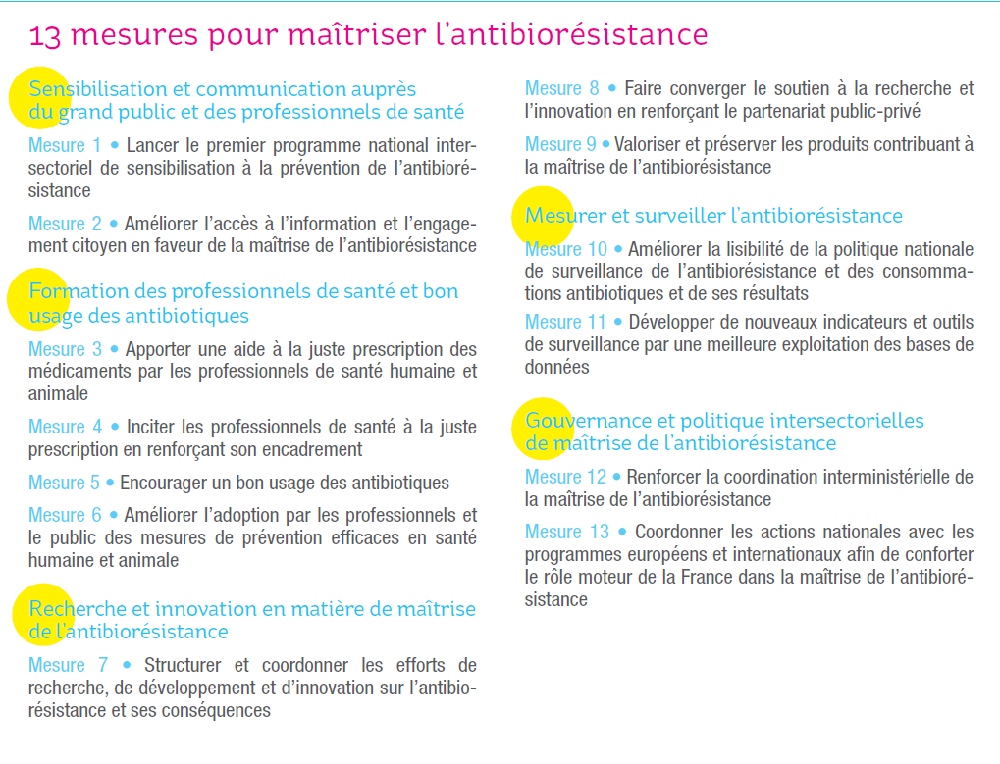 13 mesures pour maîtriser l'antibiorésistance
Sensibilisation et communication auprès
du grand public et des professionnels de santé
Mesure 1 • Lancer le premier programme national inter-
sectoriel de sensibilisation à la prévention de l'antibioré-
sistance
Mesure 2 • Améliorer l'accès à l'information et l'engage-
ment citoyen en faveur de la maîtrise de l'antibiorésistance
Formation des professionnels de santé et bon
usage des antibiotiques
Mesure 3 • Apporter une aide à la juste prescription des
médicaments par les professionnels de santé humaine et
animale
Mesure 4 • Inciter les professionnels de santé à la juste
prescription en renforçant son encadrement
Mesure 5 • Encourager un bon usage des antibiotiques
Mesure 6 • Améliorer l'adoption par les professionnels et
le public des mesures de prévention efficaces en santé
humaine et animale
Recherche et innovation en matière de maîtrise
de l'antibiorésistance
Mesure 7 • Structurer et coordonner les efforts de
recherche, de développement et d'innovation sur l'antibio-
résistance et ses conséquences
Mesure 8 • Faire converger le soutien à la recherche et
l'innovation en renforçant le partenariat public-privé
Mesure 9 • Valoriser et préserver les produits contribuant à
la maîtrise de l'antibiorésistance
Mesurer et surveiller l'antibiorésistance
Mesure 10 • Améliorer la lisibilité de la politique nationale
de surveillance de l'antibiorésistance et des consomma-
tions antibiotiques et de ses résultats
Mesure 11 • Développer de nouveaux indicateurs et outils
de surveillance par une meilleure exploitation des bases de
données
Gouvernance et politique intersectorielles
de maîtrise de l'antibiorésistance
Mesure 12 • Renforcer la coordination interministérielle de
la maîtrise de l'antibiorésistance
Mesure 13 • Coordonner les actions nationales avec les
programmes européens et internationaux afin de conforter
le rôle moteur de la France dans la maîtrise de l'antibioré-
sistance